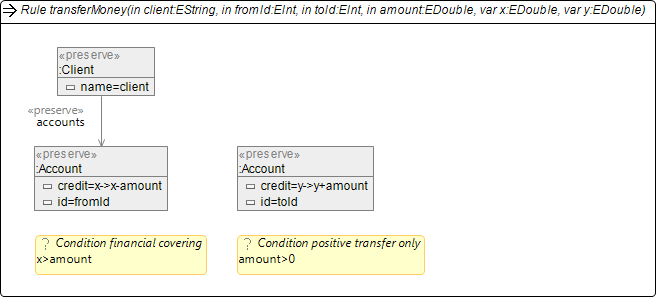 Rule transferMoney(in client:EString, in fromId:EInt, in toId:EInt, in amount:EDouble, var x:EDouble, var y:EDouble)
«preserve»
:Client
name=client
«preserve»
accounts
«preserve»
:Account
credit=x->x-amount
id=fromId
«preserve»
:Account
credit=y->y+amount
id=toId
? Condition financial covering
x>amount
? Condition positive transfer only
amount>0